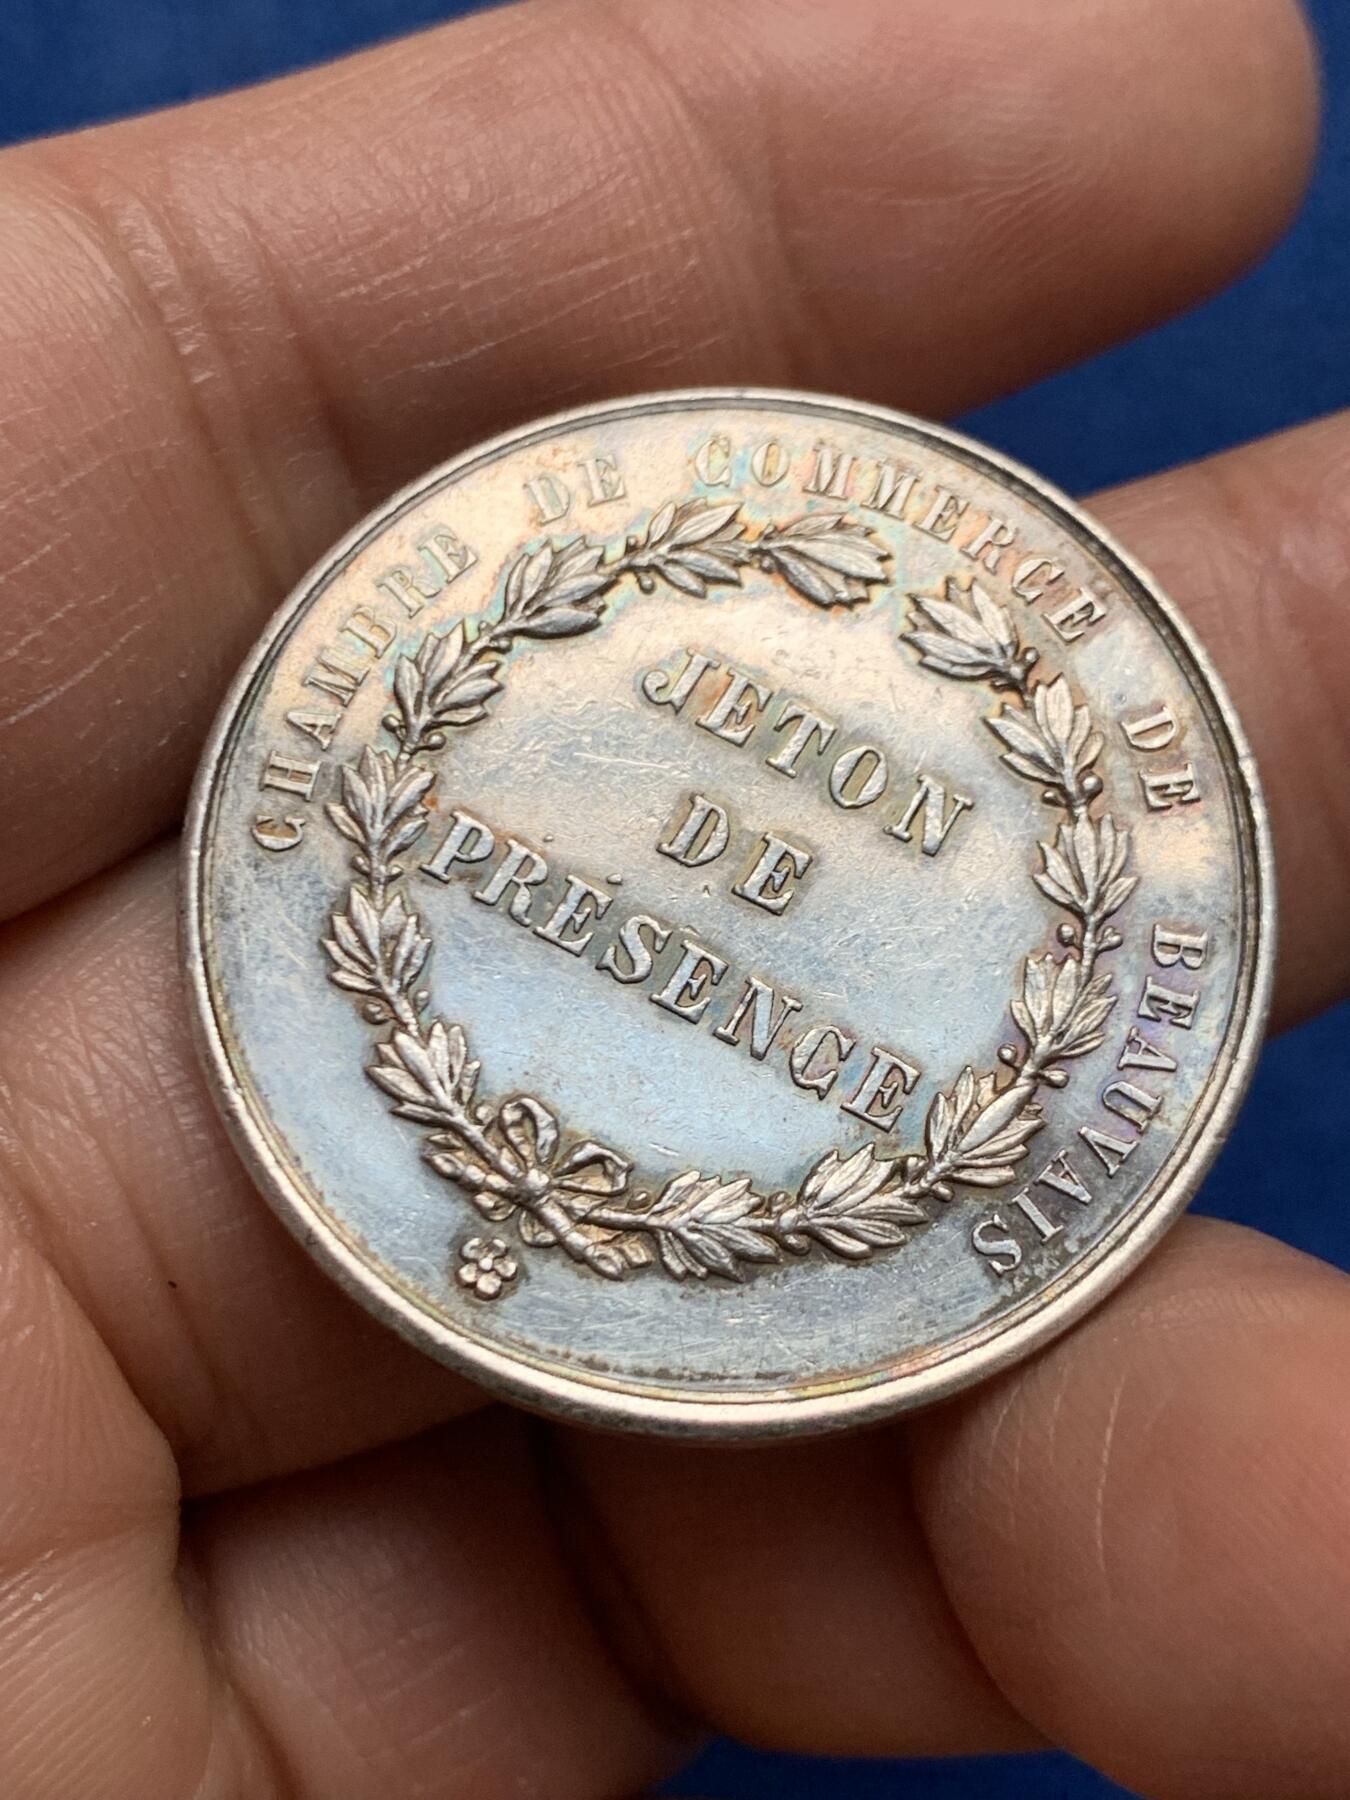 CHAMBRE DE COMMERCE DE BEAUVAIS
JETON
DE
PRÉSENCE